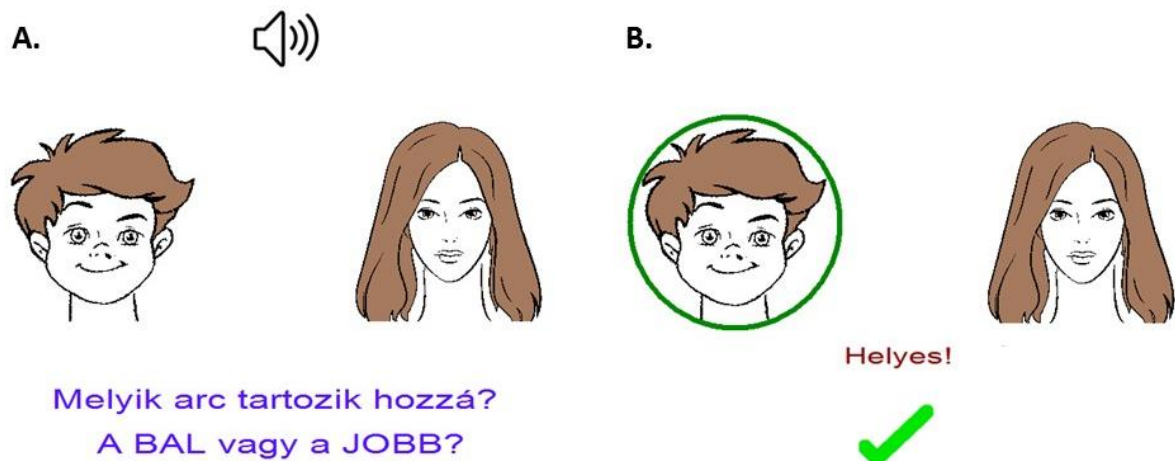 A.
Melyik arc tartozik hozzá?
A BAL vagy a JOBB?
B.
Helyes!